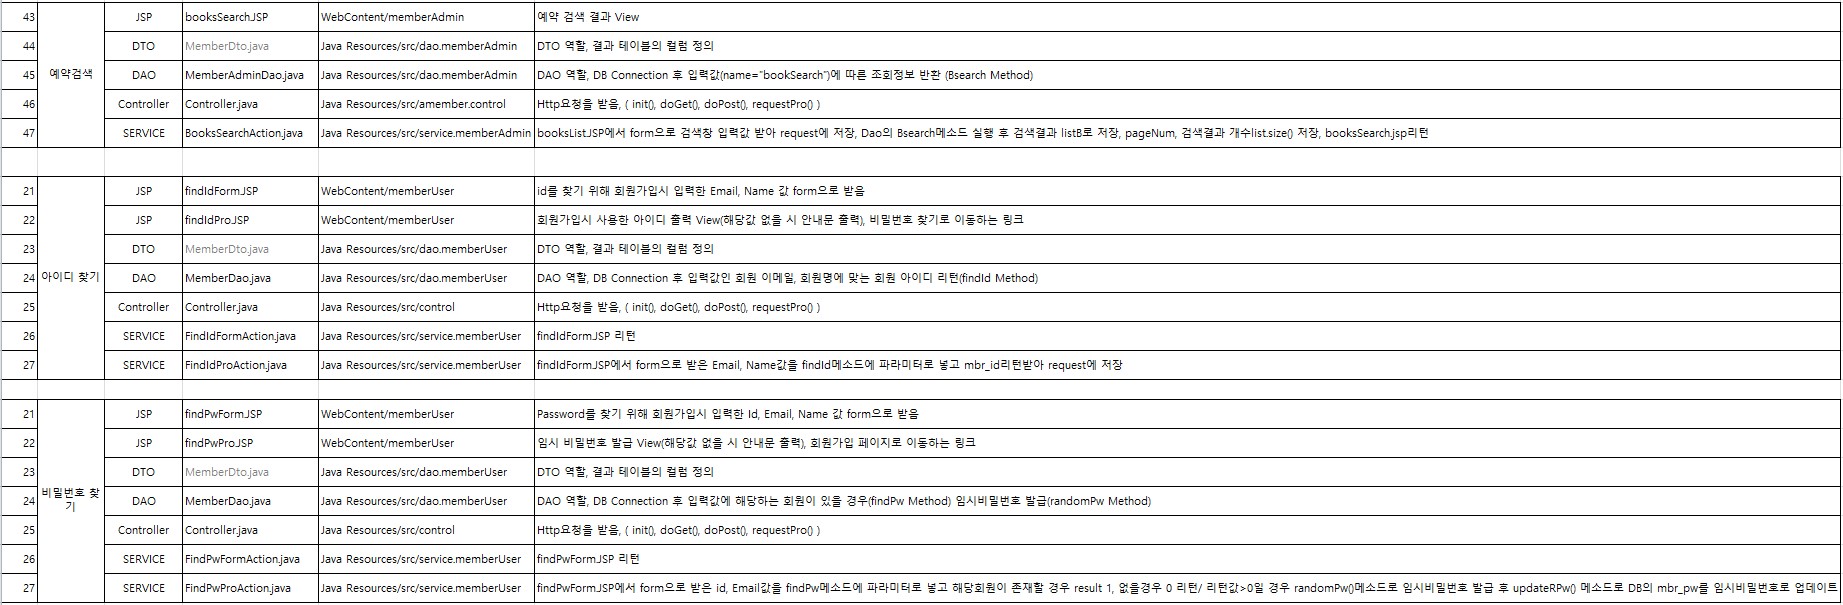 43 JSP booksSearch.JSP WebContent/memberAdmin 예약 검색 결과 View
44 DTO MemberDto.java Java Resources/src/dao.memberAdmin DTO 역할, 결과 테이블의 컬럼 정의
예약검색
45 DAO MemberAdminDao.java Java Resources/src/dao.memberAdmin DAO 역할, DB Connection 후 입력값(name="bookSearch")에 따른 조회정보 반환 (Bsearch Method)
46 Controller Controller.java Java Resources/src/amember.control Http요청을 받음, ( init(), doGet(), doPost(), requestPro() )
47 SERVICE BooksSearchAction.java Java Resources/src/service.memberAdmin booksList.JSP에서 form으로 검색창 입력값 받아 request에 저장, Dao의 Bsearch메소드 실행 후 검색결과 listB로 저장, pageNum, 검색결과 개수list.size() 저장, booksSearch.jsp리턴
21 JSP findIdForm.JSP WebContent/memberUser id를 찾기 위해 회원가입시 입력한 Email, Name 값 form으로 받음
22 JSP findIdPro.JSP WebContent/memberUser 회원가입시 사용한 아이디 출력 View(해당값 없을 시 안내문 출력), 비밀번호 찾기로 이동하는 링크
23 DTO MemberDto.java Java Resources/src/dao.memberUser DTO 역할, 결과 테이블의 컬럼 정의
아이디 찾기
24 DAO MemberDao.java Java Resources/src/dao.memberUser DAO 역할, DB Connection 후 입력값인 회원 이메일, 회원명에 맞는 회원 아이디 리턴(findId Method)
25 Controller Controller.java Java Resources/src/control Http요청을 받음, ( init(), doGet(), doPost(), requestPro() )
26 SERVICE FindIdFormAction.java Java Resources/src/service.memberUser findIdForm.JSP 리턴
27 SERVICE FindIdProAction.java Java Resources/src/service.memberUser findIdForm.JSP에서 form으로 받은 Email, Name값을 findId메소드에 파라미터로 넣고 mbr_id리턴받아 request에 저장
21 JSP findPwForm.JSP WebContent/memberUser Password를 찾기 위해 회원가입시 입력한 Id, Email, Name 값 form으로 받음
22 JSP findPwPro.JSP WebContent/memberUser 임시 비밀번호 발급 View(해당값 없을 시 안내문 출력), 회원가입 페이지로 이동하는 링크
23 DTO MemberDto.java Java Resources/src/dao.memberUser DTO 역할, 결과 테이블의 컬럼 정의
비밀번호 찾
기
24 DAO MemberDao.java Java Resources/src/dao.memberUser DAO 역할, DB Connection 후 입력값에 해당하는 회원이 있을 경우(findPw Method) 임시비밀번호 발급(randomPw Method)
25 Controller Controller.java Java Resources/src/control Http요청을 받음, ( init(), doGet(), doPost(), requestPro() )
26 SERVICE FindPwFormAction.java Java Resources/src/service.memberUser findPwForm.JSP 리턴
27 SERVICE FindPwProAction.java Java Resources/src/service.memberUser findPwForm.JSP에서 form으로 받은 id, Email값을 findPw메소드에 파라미터로 넣고 해당회원이 존재할 경우 result 1, 없을경우 0 리턴/ 리턴값>0일 경우 randomPw()메소드로 임시비밀번호 발급 후 updateRPw() 메소드로 DB의 mbr_pw를 임시비밀번호로 업데이트